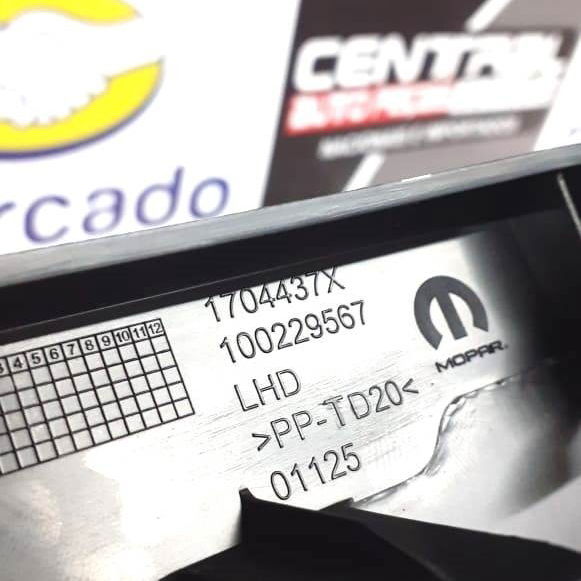 rcado
CENTRAL
1704437X
100229567
LHD
>PP-TD20<
01125
MOPAR.
4 5 6 7 8 9 10 11 12